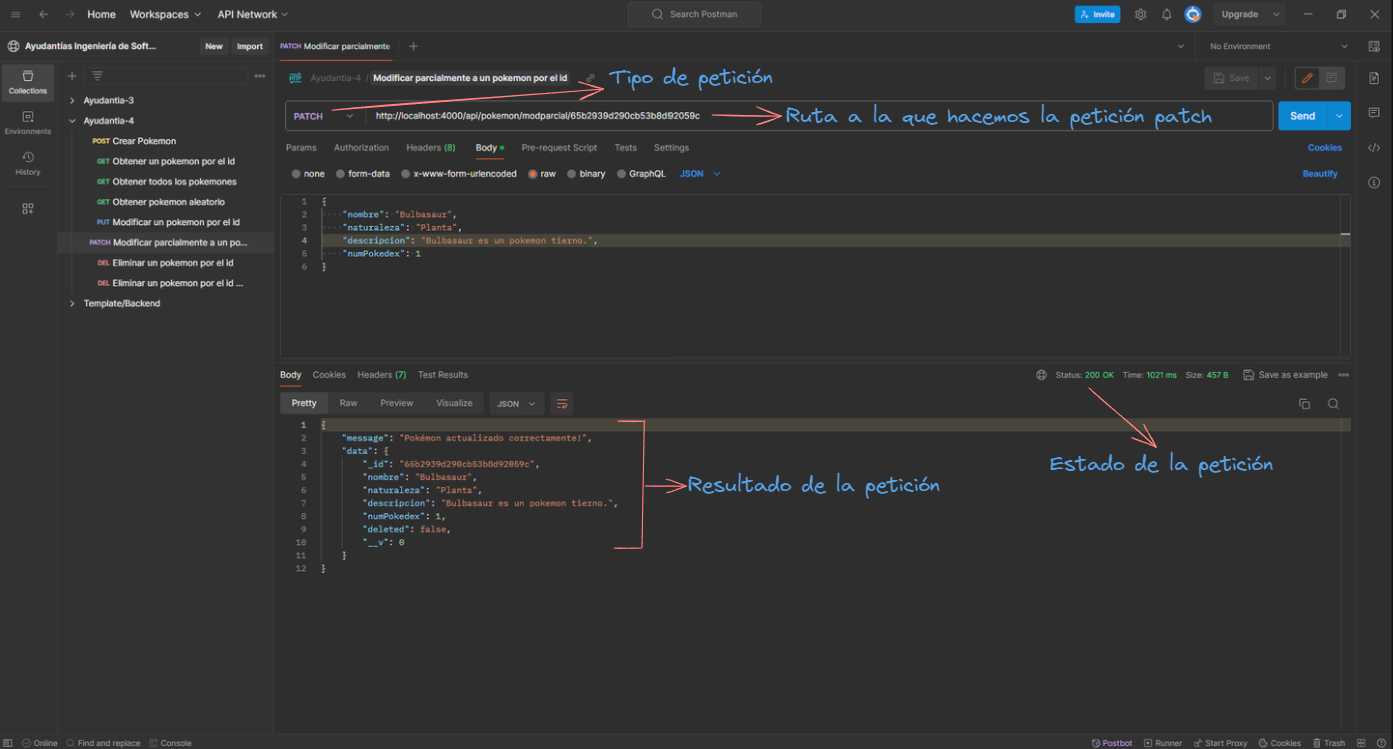 Home Workspaces API Network Search Postman Invite Upgrade
Ayudantías Ingeniería de Soft... New Import PATCH Modificar parcialmente No Environment
Collections
Environments
History
Ayudantia-3
Ayudantia-4
POST Crear Pokemon
GET Obtener un pokemon por el id
GET Obtener todos los pokemones
GET Obtener pokemon aleatorio
PUT Modificar un pokemon por el id
PATCH Modificar parcialmente a un po...
DEL Eliminar un pokemon por el id
DEL Eliminar un pokemon por el id ...
Template/Backend
Ayudantia-4 / Modificar parcialmente a un pokemon por el id
Tipo de petición
Save
PATCH http://localhost:4000/api/pokemon/modparcial/65b2939d290cb53b8d92059c
Ruta a la que hacemos la petición patch
Send
Params Authorization Headers (8) Body Pre-request Script Tests Settings Cookies
none form-data x-www-form-urlencoded raw binary GraphQL JSON Beautify
1 {
2 "nombre": "Bulbasaur",
3 "naturaleza": "Planta",
4 "descripcion": "Bulbasaur es un pokemon tierno.",
5 "numPokedex": 1
6 }
Body Cookies Headers (7) Test Results Status: 200 OK Time: 1021 ms Size: 457 B Save as example
Pretty Raw Preview Visualize JSON
1 {
2 "message": "Pokémon actualizado correctamente!",
3 "data": {
4 "_id": "65b2939d290cb53b8d92059c",
5 "nombre": "Bulbasaur",
6 "naturaleza": "Planta",
7 "descripcion": "Bulbasaur es un pokemon tierno.",
8 "numPokedex": 1,
9 "deleted": false,
10 "__v": 0
11 }
12 }
Estado de la petición
Resultado de la petición
Online Find and replace Console Postbot Runner Start Proxy Cookies Trash